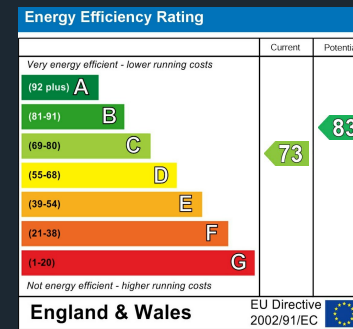 Energy Efficiency Rating
Current Potentia
Very energy efficient - lower running costs
(92 plus) A
(81-91) B
(69-80) C
(55-68) D
(39-54) E
(21-38) F
(1-20) G
73
83
Not energy efficient - higher running costs
England & Wales
EU Directive
2002/91/EC